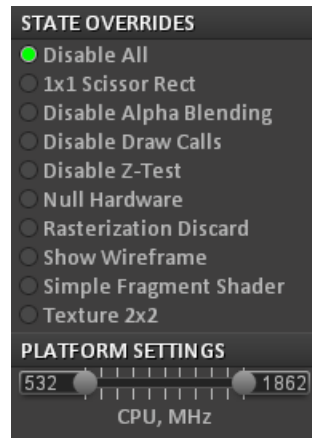 STATE OVERRIDES
Disable All
1x1 Scissor Rect
Disable Alpha Blending
Disable Draw Calls
Disable Z-Test
Null Hardware
Rasterization Discard
Show Wireframe
Simple Fragment Shader
Texture 2x2
PLATFORM SETTINGS
532 1862
CPU, MHz